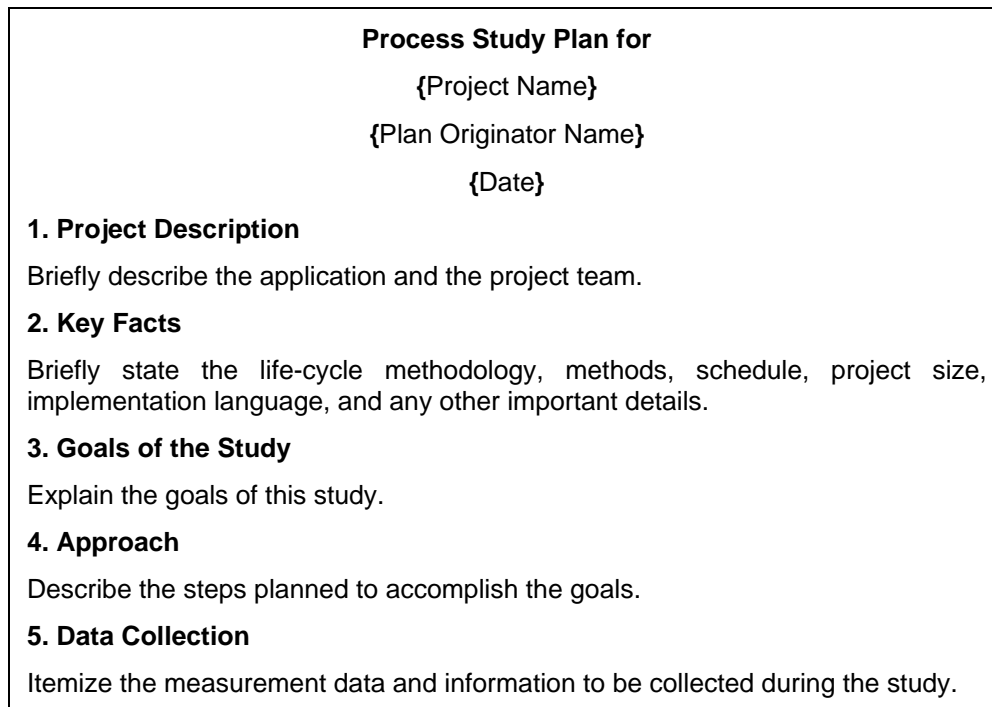 Process Study Plan for
{Project Name}
{Plan Originator Name}
{Date}
1. Project Description
Briefly describe the application and the project team.
2. Key Facts
Briefly state the life-cycle methodology, methods, schedule, project size,
implementation language, and any other important details.
3. Goals of the Study
Explain the goals of this study.
4. Approach
Describe the steps planned to accomplish the goals.
5. Data Collection
Itemize the measurement data and information to be collected during the study.